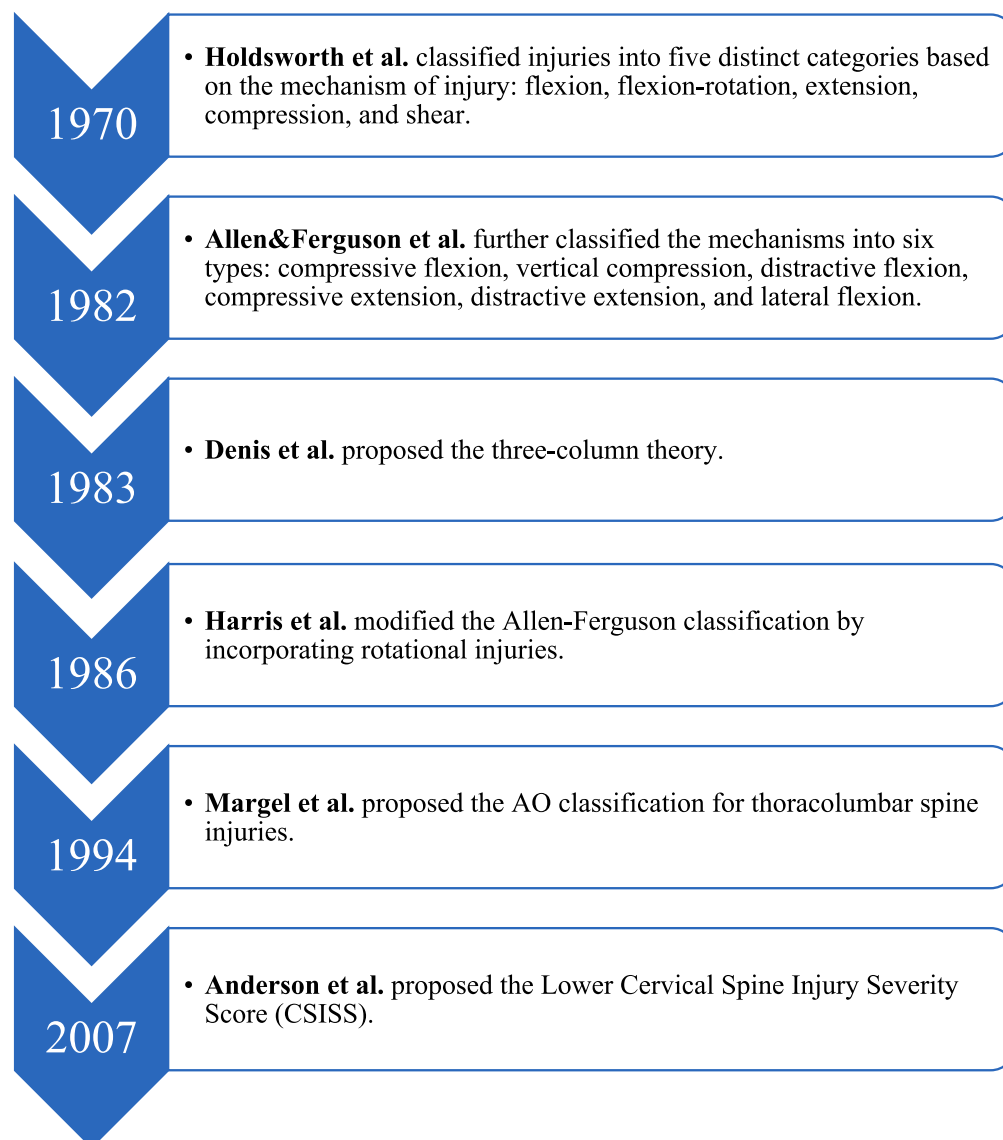 1970
• Holdsworth et al. classified injuries into five distinct categories based
on the mechanism of injury: flexion, flexion-rotation, extension,
compression, and shear.
1982
• Allen&Ferguson et al. further classified the mechanisms into six
types: compressive flexion, vertical compression, distractive flexion,
compressive extension, distractive extension, and lateral flexion.
1983
• Denis et al. proposed the three-column theory.
1986
• Harris et al. modified the Allen-Ferguson classification by
incorporating rotational injuries.
1994
• Margel et al. proposed the AO classification for thoracolumbar spine
injuries.
2007
• Anderson et al. proposed the Lower Cervical Spine Injury Severity
Score (CSISS).